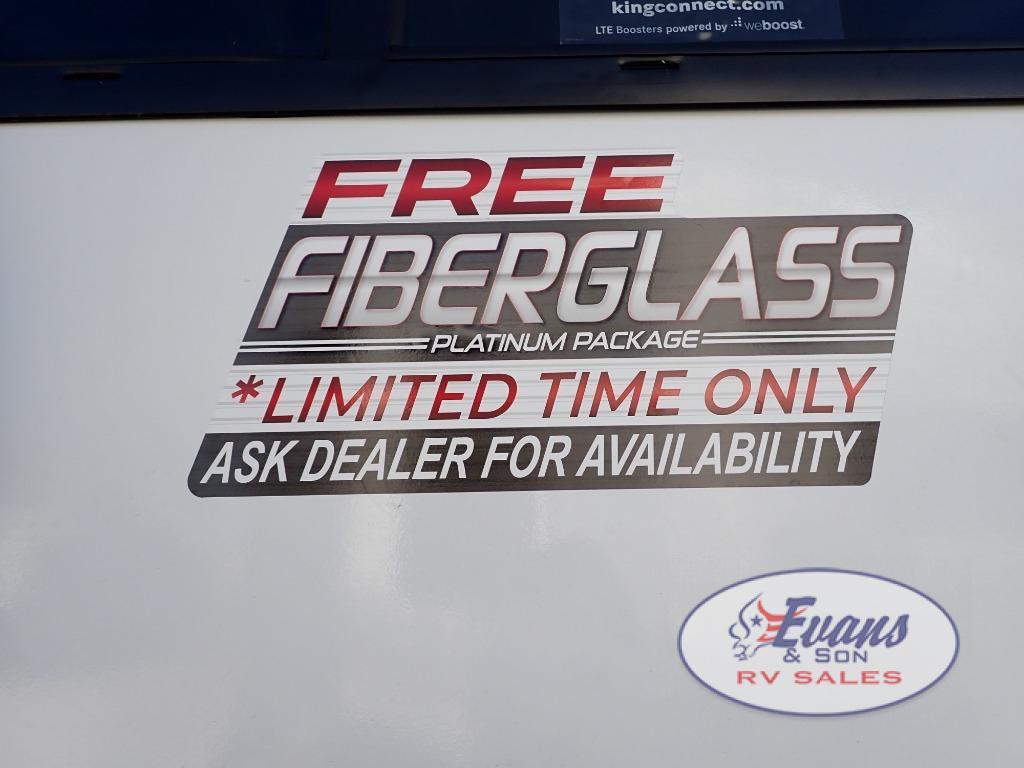 kingconnect.com
LTE Boosters powered by weboost
FREE
FIBERGLASS
PLATINUM PACKAGE
*LIMITED TIME ONLY
ASK DEALER FOR AVAILABILITY
Evans
& SON
RV SALES